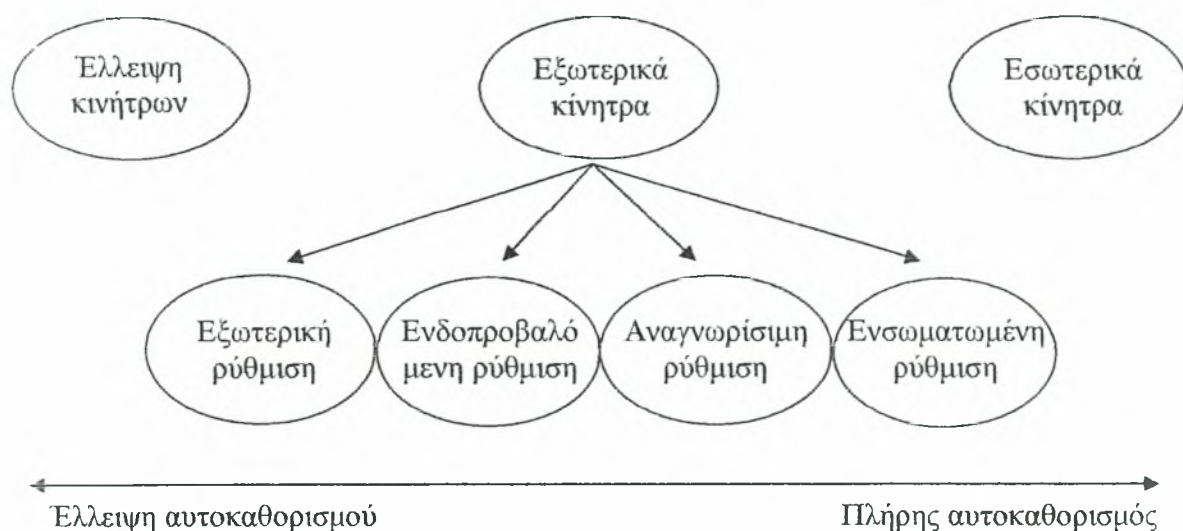 Έλλειψη
κινήτρων
Εξωτερικά
κίνητρα
Εσωτερικά
κίνητρα
Εξωτερική
ρύθμιση
Ενδοπροβαλό
μενη ρύθμιση
Αναγνωρίσιμη
ρύθμιση
Ενσωματωμένη
ρύθμιση
Έλλειψη αυτοκαθορισμού
Πλήρης αυτοκαθορισμός